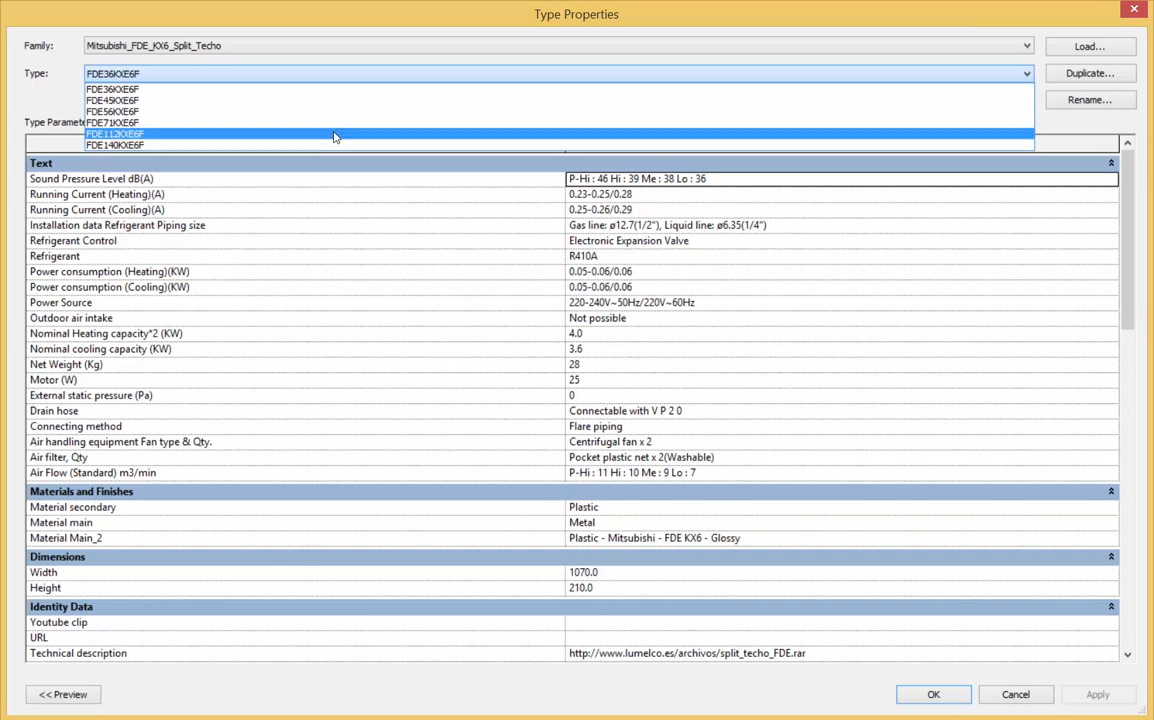 Type Properties
Family: Mitsubishi_FDE_KX6_Split_Techo Load...
Type: FDE36KXE6F Duplicate...
FDE36KXE6F
FDE45KXE6F Rename...
FDE56KXE6F
Type Paramete FDE71KXE6F
FDE112KXE6F
FDE140KXE6F
Text
Sound Pressure Level dB(A) P-Hi : 46 Hi : 39 Me : 38 Lo : 36
Running Current (Heating)(A) 0.23-0.25/0.28
Running Current (Cooling)(A) 0.25-0.26/0.29
Installation data Refrigerant Piping size Gas line: ø12.7(1/2"), Liquid line: ø6.35(1/4")
Refrigerant Control Electronic Expansion Valve
Refrigerant R410A
Power consumption (Heating)(KW) 0.05-0.06/0.06
Power consumption (Cooling)(KW) 0.05-0.06/0.06
Power Source 220-240V~50Hz/220V~60Hz
Outdoor air intake Not possible
Nominal Heating capacity*2 (KW) 4.0
Nominal cooling capacity (KW) 3.6
Net Weight (Kg) 28
Motor (W) 25
External static pressure (Pa) 0
Drain hose Connectable with V P 2 0
Connecting method Flare piping
Air handling equipment Fan type & Qty. Centrifugal fan x 2
Air filter, Qty Pocket plastic net x 2(Washable)
Air Flow (Standard) m3/min P-Hi : 11 Hi : 10 Me : 9 Lo : 7
Materials and Finishes
Material secondary Plastic
Material main Metal
Material Main_2 Plastic - Mitsubishi - FDE KX6 - Glossy
Dimensions
Width 1070.0
Height 210.0
Identity Data
Youtube clip
URL
Technical description http://www.lumelco.es/archivos/split_techo_FDE.rar
<< Preview OK Cancel Apply